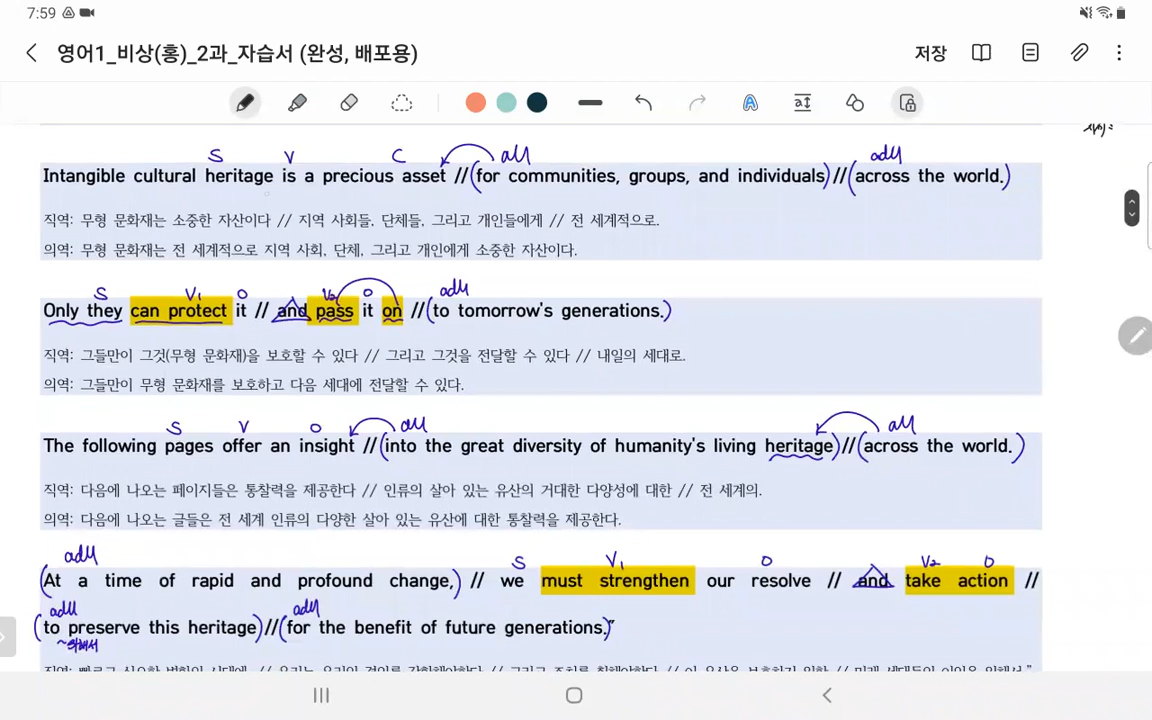 7:59
영어1_비상(홍)_2과_자습서 (완성, 배포용)
저장
S V C adj adv
Intangible cultural heritage is a precious asset // (for communities, groups, and individuals) // (across the world.)
직역: 무형 문화재는 소중한 자산이다 // 지역 사회들, 단체들, 그리고 개인들에게 // 전 세계적으로.
의역: 무형 문화재는 전 세계적으로 지역 사회, 단체, 그리고 개인에게 소중한 자산이다.
S V₁ O V₂ O adv
Only they can protect it // and pass it on // (to tomorrow's generations.)
직역: 그들만이 그것(무형 문화재)을 보호할 수 있다 // 그리고 그것을 전달할 수 있다 // 내일의 세대로.
의역: 그들만이 무형 문화재를 보호하고 다음 세대에 전달할 수 있다.
S V O adj adj
The following pages offer an insight // (into the great diversity of humanity's living heritage) // (across the world.)
직역: 다음에 나오는 페이지들은 통찰력을 제공한다 // 인류의 살아 있는 유산의 거대한 다양성에 대한 // 전 세계의.
의역: 다음에 나오는 글들은 전 세계 인류의 다양한 살아 있는 유산에 대한 통찰력을 제공한다.
adv S V₁ O V₂ O
(At a time of rapid and profound change,) // we must strengthen our resolve // and take action //
adv adv
(to preserve this heritage) // (for the benefit of future generations.)"
~위해서